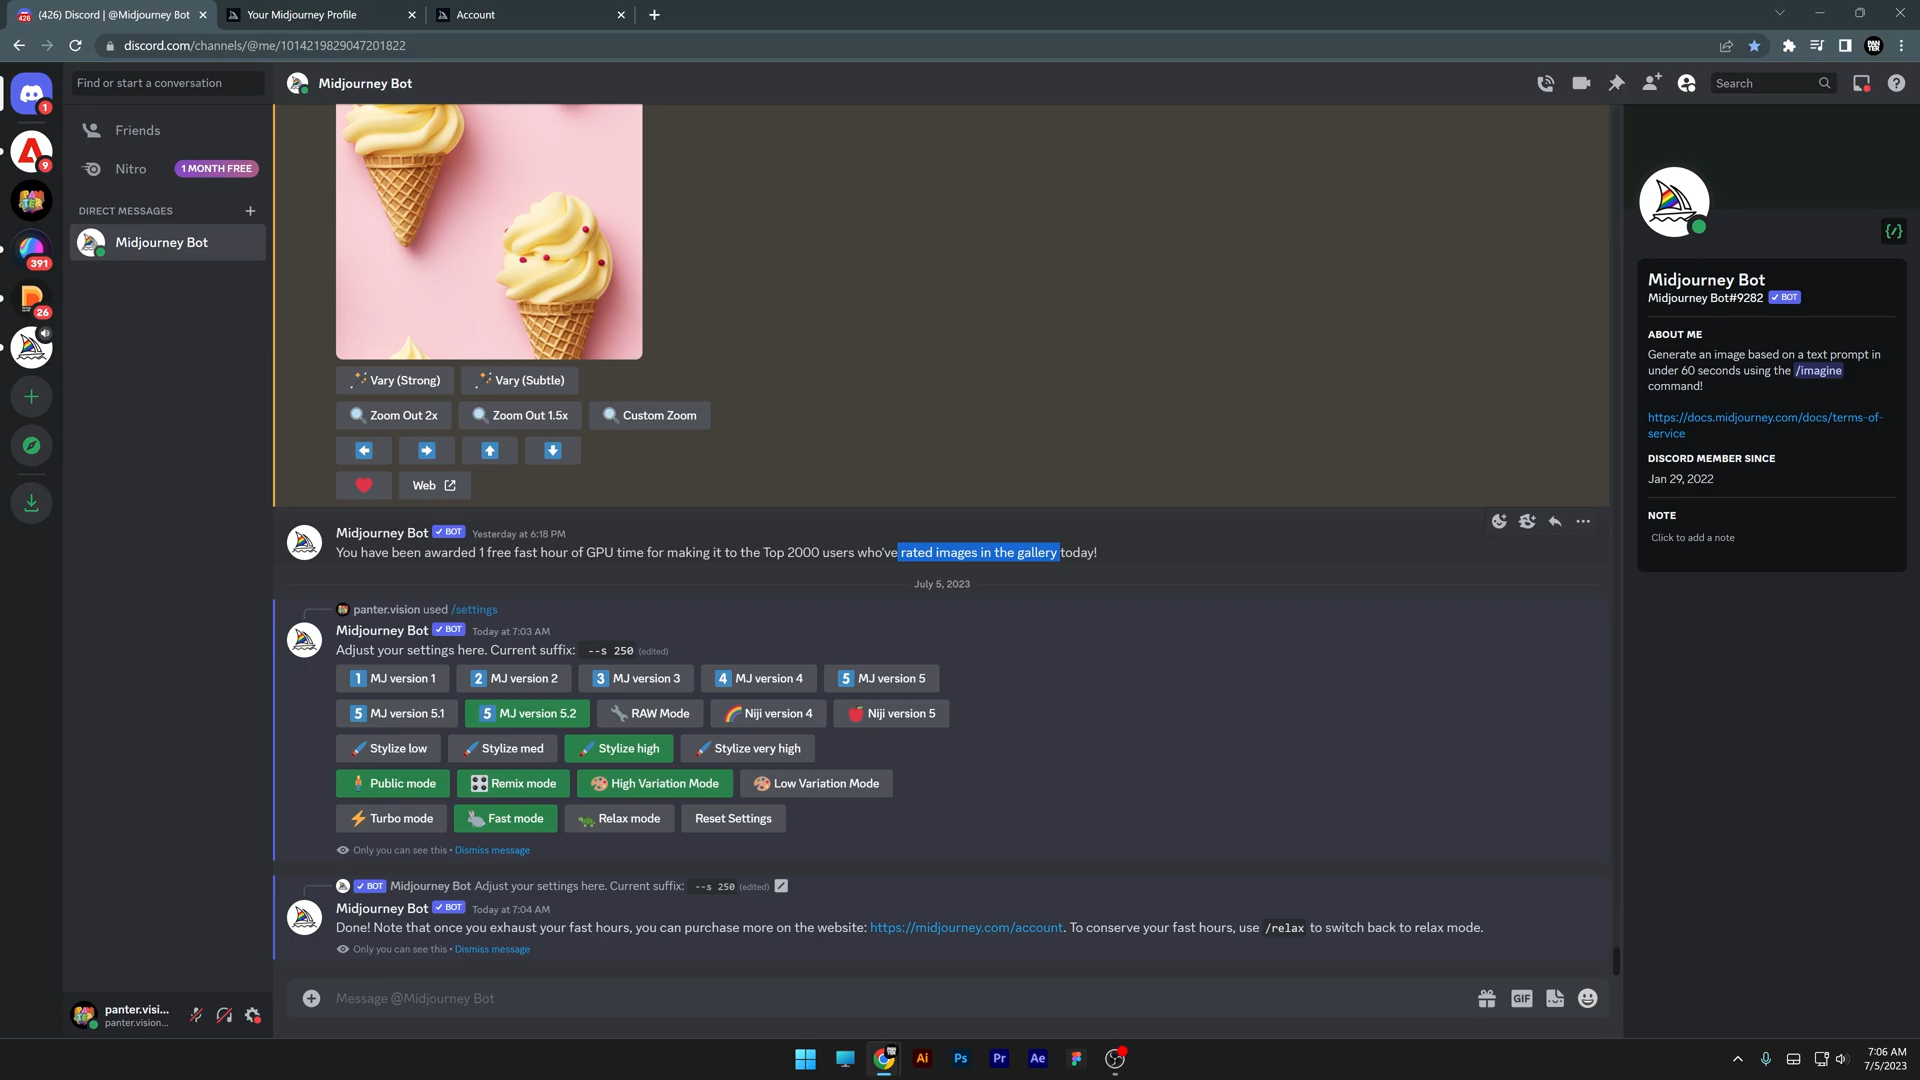 (426) Discord | @Midjourney Bot
Your Midjourney Profile
Account
discord.com/channels/@me/1014219829047201822
Find or start a conversation
Midjourney Bot
Search
1
Friends
9
Nitro
1 MONTH FREE
DIRECT MESSAGES
Midjourney Bot
391
26
Vary (Strong)
Vary (Subtle)
Zoom Out 2x
Zoom Out 1.5x
Custom Zoom
Web
Midjourney Bot BOT Yesterday at 6:18 PM
You have been awarded 1 free fast hour of GPU time for making it to the Top 2000 users who've rated images in the gallery today!
July 5, 2023
panter.vision used /settings
Midjourney Bot BOT Today at 7:03 AM
Adjust your settings here. Current suffix: --s 250 (edited)
1 MJ version 1
2 MJ version 2
3 MJ version 3
4 MJ version 4
5 MJ version 5
5 MJ version 5.1
5 MJ version 5.2
RAW Mode
Niji version 4
Niji version 5
Stylize low
Stylize med
Stylize high
Stylize very high
Public mode
Remix mode
High Variation Mode
Low Variation Mode
Turbo mode
Fast mode
Relax mode
Reset Settings
Only you can see this • Dismiss message
BOT Midjourney Bot Adjust your settings here. Current suffix: --s 250 (edited)
Midjourney Bot BOT Today at 7:04 AM
Done! Note that once you exhaust your fast hours, you can purchase more on the website: https://midjourney.com/account. To conserve your fast hours, use /relax to switch back to relax mode.
Only you can see this • Dismiss message
Message @Midjourney Bot
GIF
panter.visi...
panter.vision...
Midjourney Bot
Midjourney Bot#9282 BOT
ABOUT ME
Generate an image based on a text prompt in
under 60 seconds using the /imagine
command!
https://docs.midjourney.com/docs/terms-of-
service
DISCORD MEMBER SINCE
Jan 29, 2022
NOTE
Click to add a note
Ai
Ps
Pr
Ae
7:06 AM
7/5/2023